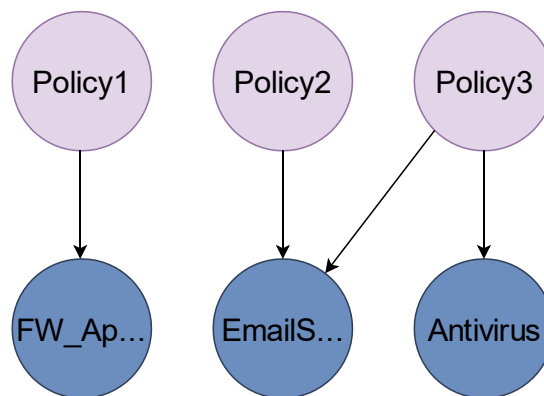 Policy1
Policy2
Policy3
FW_Ap...
EmailS...
Antivirus